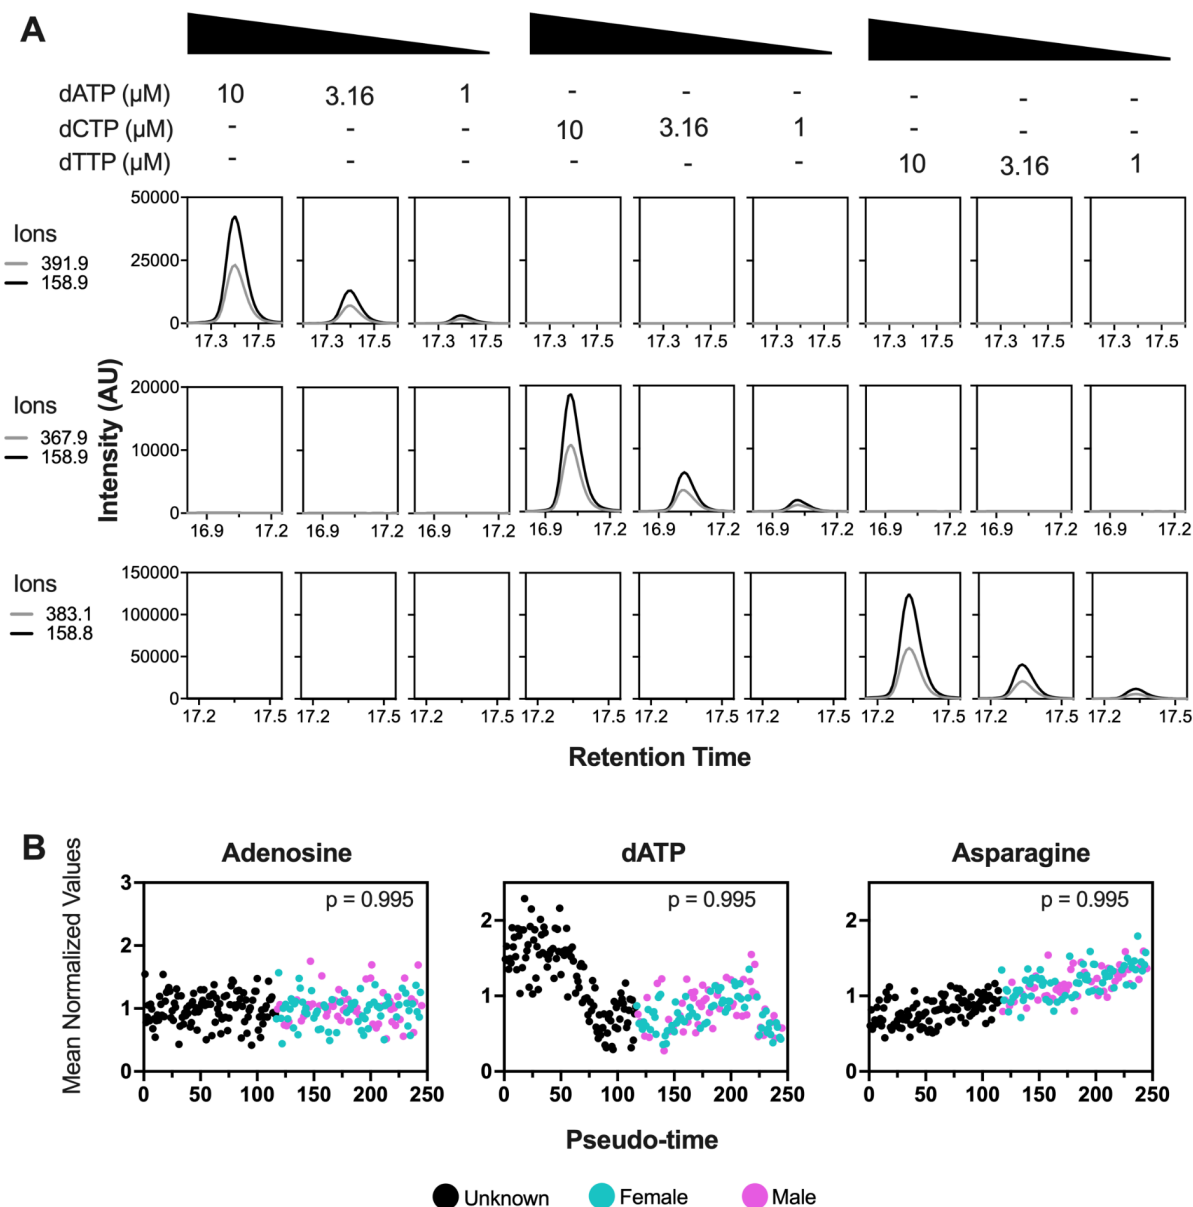 A
dATP (µM) 10 3.16 1 - - - - - -
dCTP (µM) - - - 10 3.16 1 - - -
dTTP (µM) - - - - - - 10 3.16 1
Ions
391.9
158.9
50000
25000
0
17.3 17.5 17.3 17.5 17.3 17.5 17.3 17.5 17.3 17.5 17.3 17.5 17.3 17.5 17.3 17.5 17.3 17.5
Intensity (AU)
Ions
367.9
158.9
20000
10000
0
16.9 17.2 16.9 17.2 16.9 17.2 16.9 17.2 16.9 17.2 16.9 17.2 16.9 17.2 16.9 17.2 16.9 17.2
Ions
383.1
158.8
150000
100000
50000
0
17.2 17.5 17.2 17.5 17.2 17.5 17.2 17.5 17.2 17.5 17.2 17.5 17.2 17.5 17.2 17.5 17.2 17.5
Retention Time
B
Mean Normalized Values
Adenosine
p = 0.995
3
2
1
0
0 50 100 150 200 250
dATP
p = 0.995
2
1
0
0 50 100 150 200 250
Asparagine
p = 0.995
2
1
0
0 50 100 150 200 250
Pseudo-time
Unknown Female Male